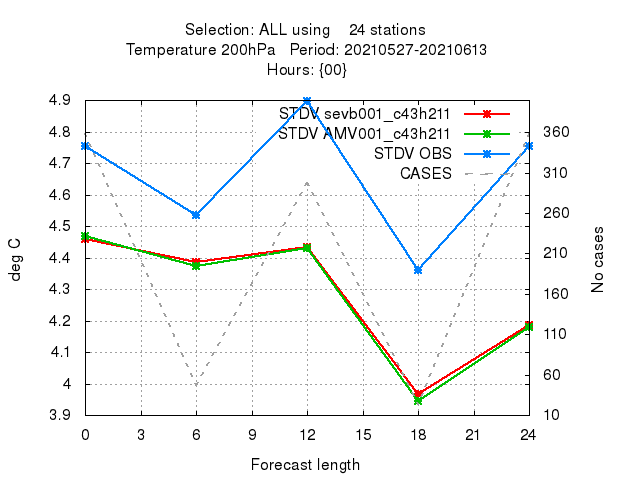 Selection: ALL using    24 stations
Temperature 200hPa   Period: 20210527-20210613
Hours: {00}
STDV sevb001_c43h211
STDV AMV001_c43h211
STDV OBS
CASES
4.9
4.8
4.7
4.6
4.5
4.4
4.3
4.2
4.1
4
3.9
deg C
360
310
260
210
160
110
60
10
No cases
0 3 6 9 12 15 18 21 24
Forecast length